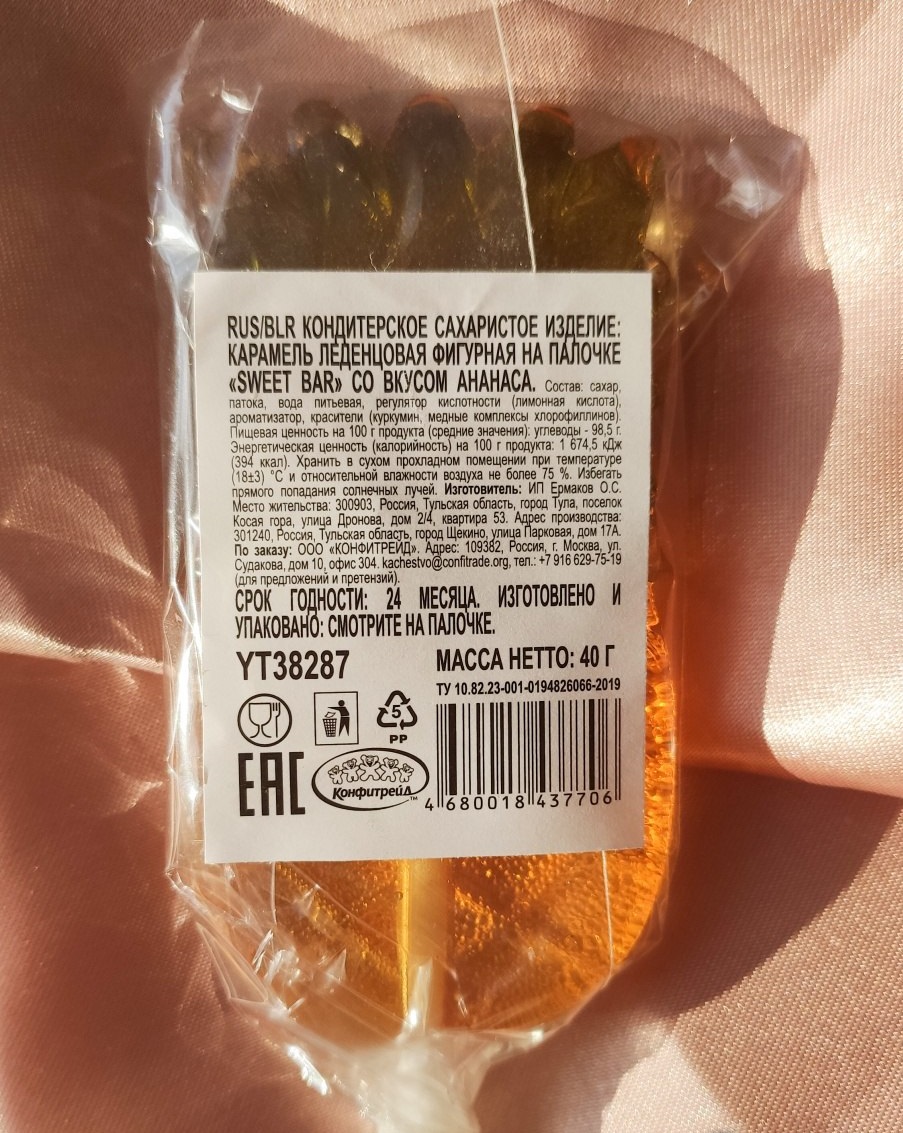 RUS/BLR КОНДИТЕРСКОЕ САХАРИСТОЕ ИЗДЕЛИЕ:
КАРАМЕЛЬ ЛЕДЕНЦОВАЯ ФИГУРНАЯ НА ПАЛОЧКЕ
«SWEET BAR» СО ВКУСОМ АНАНАСА. Состав: сахар,
патока, вода питьевая, регулятор кислотности (лимонная кислота),
ароматизатор, красители (куркумин, медные комплексы хлорофиллинов).
Пищевая ценность на 100 г продукта (средние значения): углеводы - 98,5 г.
Энергетическая ценность (калорийность) на 100 г продукта: 1 674,5 кДж
(394 ккал). Хранить в сухом прохладном помещении при температуре
(18±3) °С и относительной влажности воздуха не более 75 %. Избегать
прямого попадания солнечных лучей. Изготовитель: ИП Ермаков О.С.
Место жительства: 300903, Россия, Тульская область, город Тула, поселок
Косая гора, улица Дронова, дом 2/4, квартира 53. Адрес производства:
301240, Россия, Тульская область, город Щекино, улица Парковая, дом 17А.
По заказу: ООО «КОНФИТРЕЙД». Адрес: 109382, Россия, г. Москва, ул.
Судакова, дом 10, офис 304. kachestvo@confitrade.org, тел.: +7 916 629-75-19
(для предложений и претензий).
СРОК ГОДНОСТИ: 24 МЕСЯЦА. ИЗГОТОВЛЕНО И
УПАКОВАНО: СМОТРИТЕ НА ПАЛОЧКЕ.
YT38287 МАССА НЕТТО: 40 Г
ТУ 10.82.23-001-0194826066-2019
5
PP
EAC Конфитрейд™
4 680018 437706